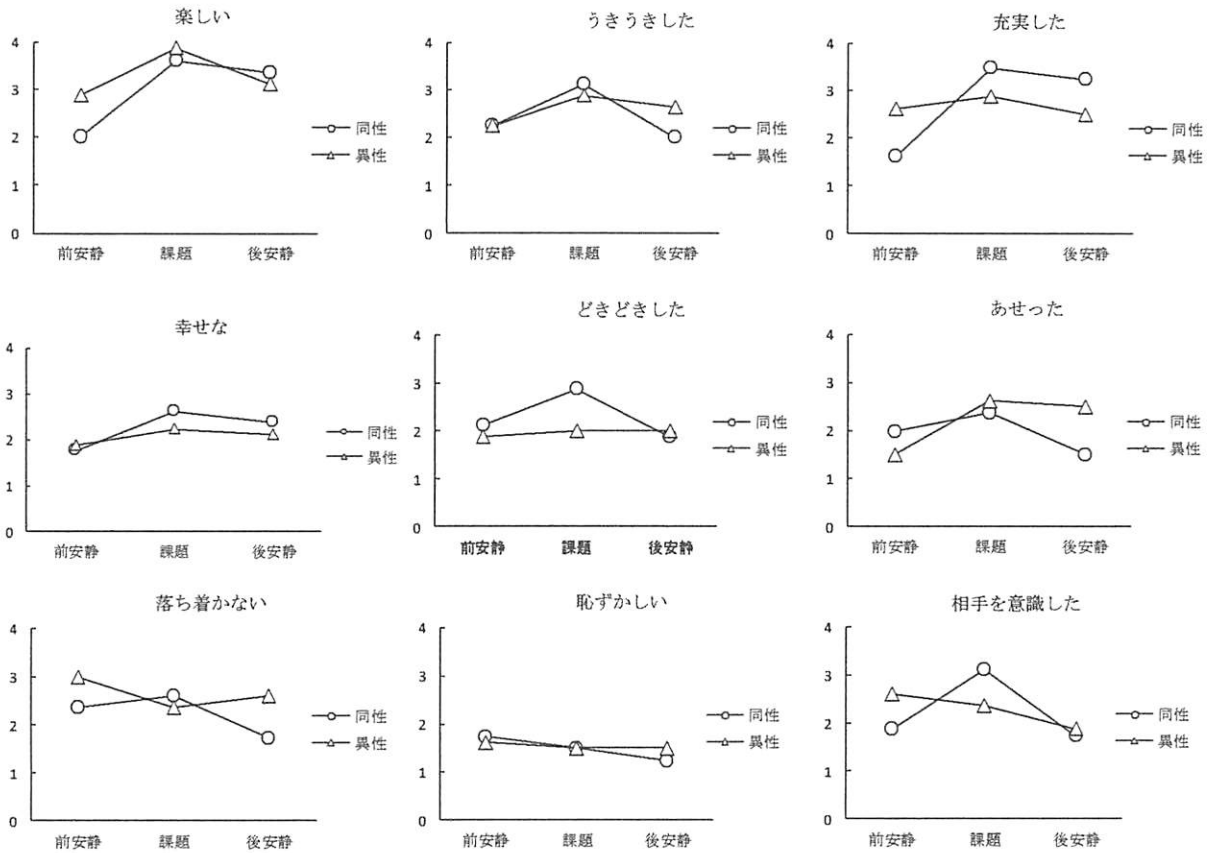 楽しい
4
3
2
1
0
前安静 課題 後安静
同性
異性
うきうきした
4
3
2
1
0
前安静 課題 後安静
同性
異性
充実した
4
3
2
1
0
前安静 課題 後安静
同性
異性
幸せな
4
3
2
1
0
前安静 課題 後安静
同性
異性
どきどきした
4
3
2
1
0
前安静 課題 後安静
同性
異性
あせった
4
3
2
1
0
前安静 課題 後安静
同性
異性
落ち着かない
4
3
2
1
0
前安静 課題 後安静
同性
異性
恥ずかしい
4
3
2
1
0
前安静 課題 後安静
同性
異性
相手を意識した
4
3
2
1
0
前安静 課題 後安静
同性
異性